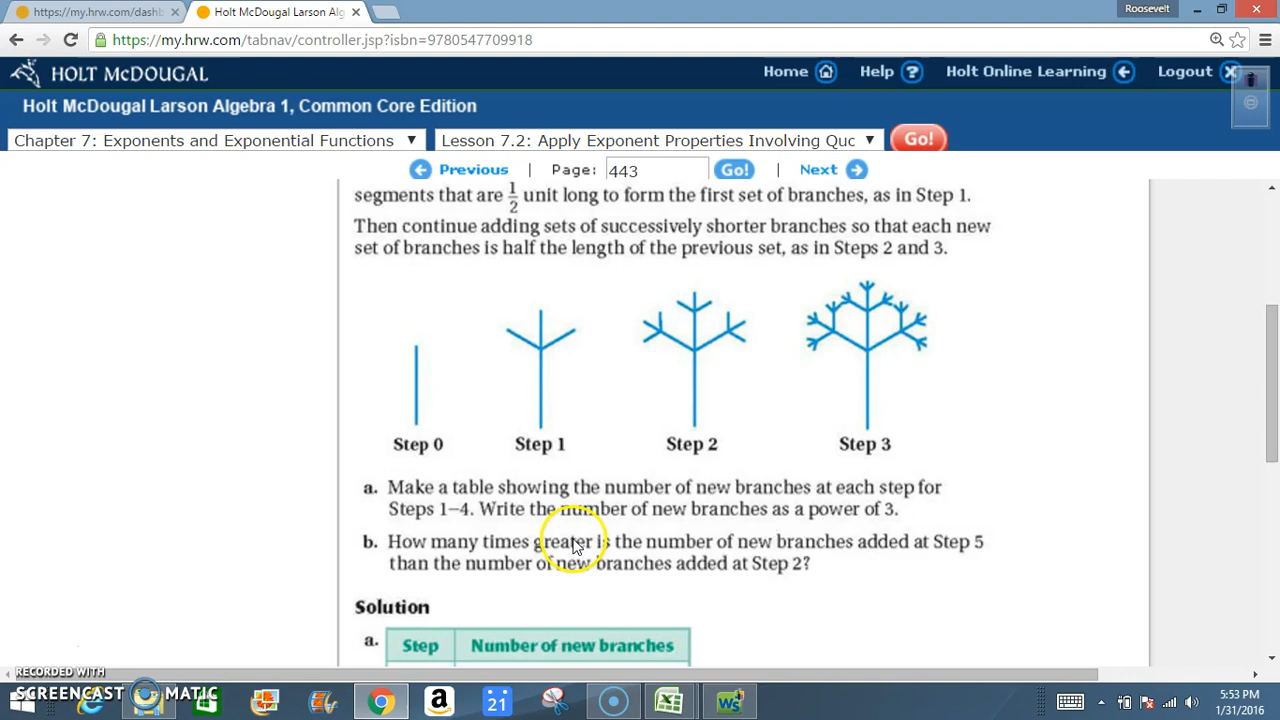 https://my.hrw.com/dashb
Holt McDougal Larson Alge
Roosevelt
https://my.hrw.com/tabnav/controller.jsp?isbn=9780547709918
HOLT McDOUGAL
Home
Help ?
Holt Online Learning
Logout X
Holt McDougal Larson Algebra 1, Common Core Edition
Chapter 7: Exponents and Exponential Functions
Lesson 7.2: Apply Exponent Properties Involving Quc
Go!
Previous | Page: 443 Go! | Next
segments that are 1/2 unit long to form the first set of branches, as in Step 1.
Then continue adding sets of successively shorter branches so that each new
set of branches is half the length of the previous set, as in Steps 2 and 3.
Step 0 Step 1 Step 2 Step 3
a. Make a table showing the number of new branches at each step for
Steps 1–4. Write the number of new branches as a power of 3.
b. How many times greater is the number of new branches added at Step 5
than the number of new branches added at Step 2?
Solution
a. Step Number of new branches
RECORDED WITH
SCREENCAST MATIC
a
21
WS
5:53 PM
1/31/2016